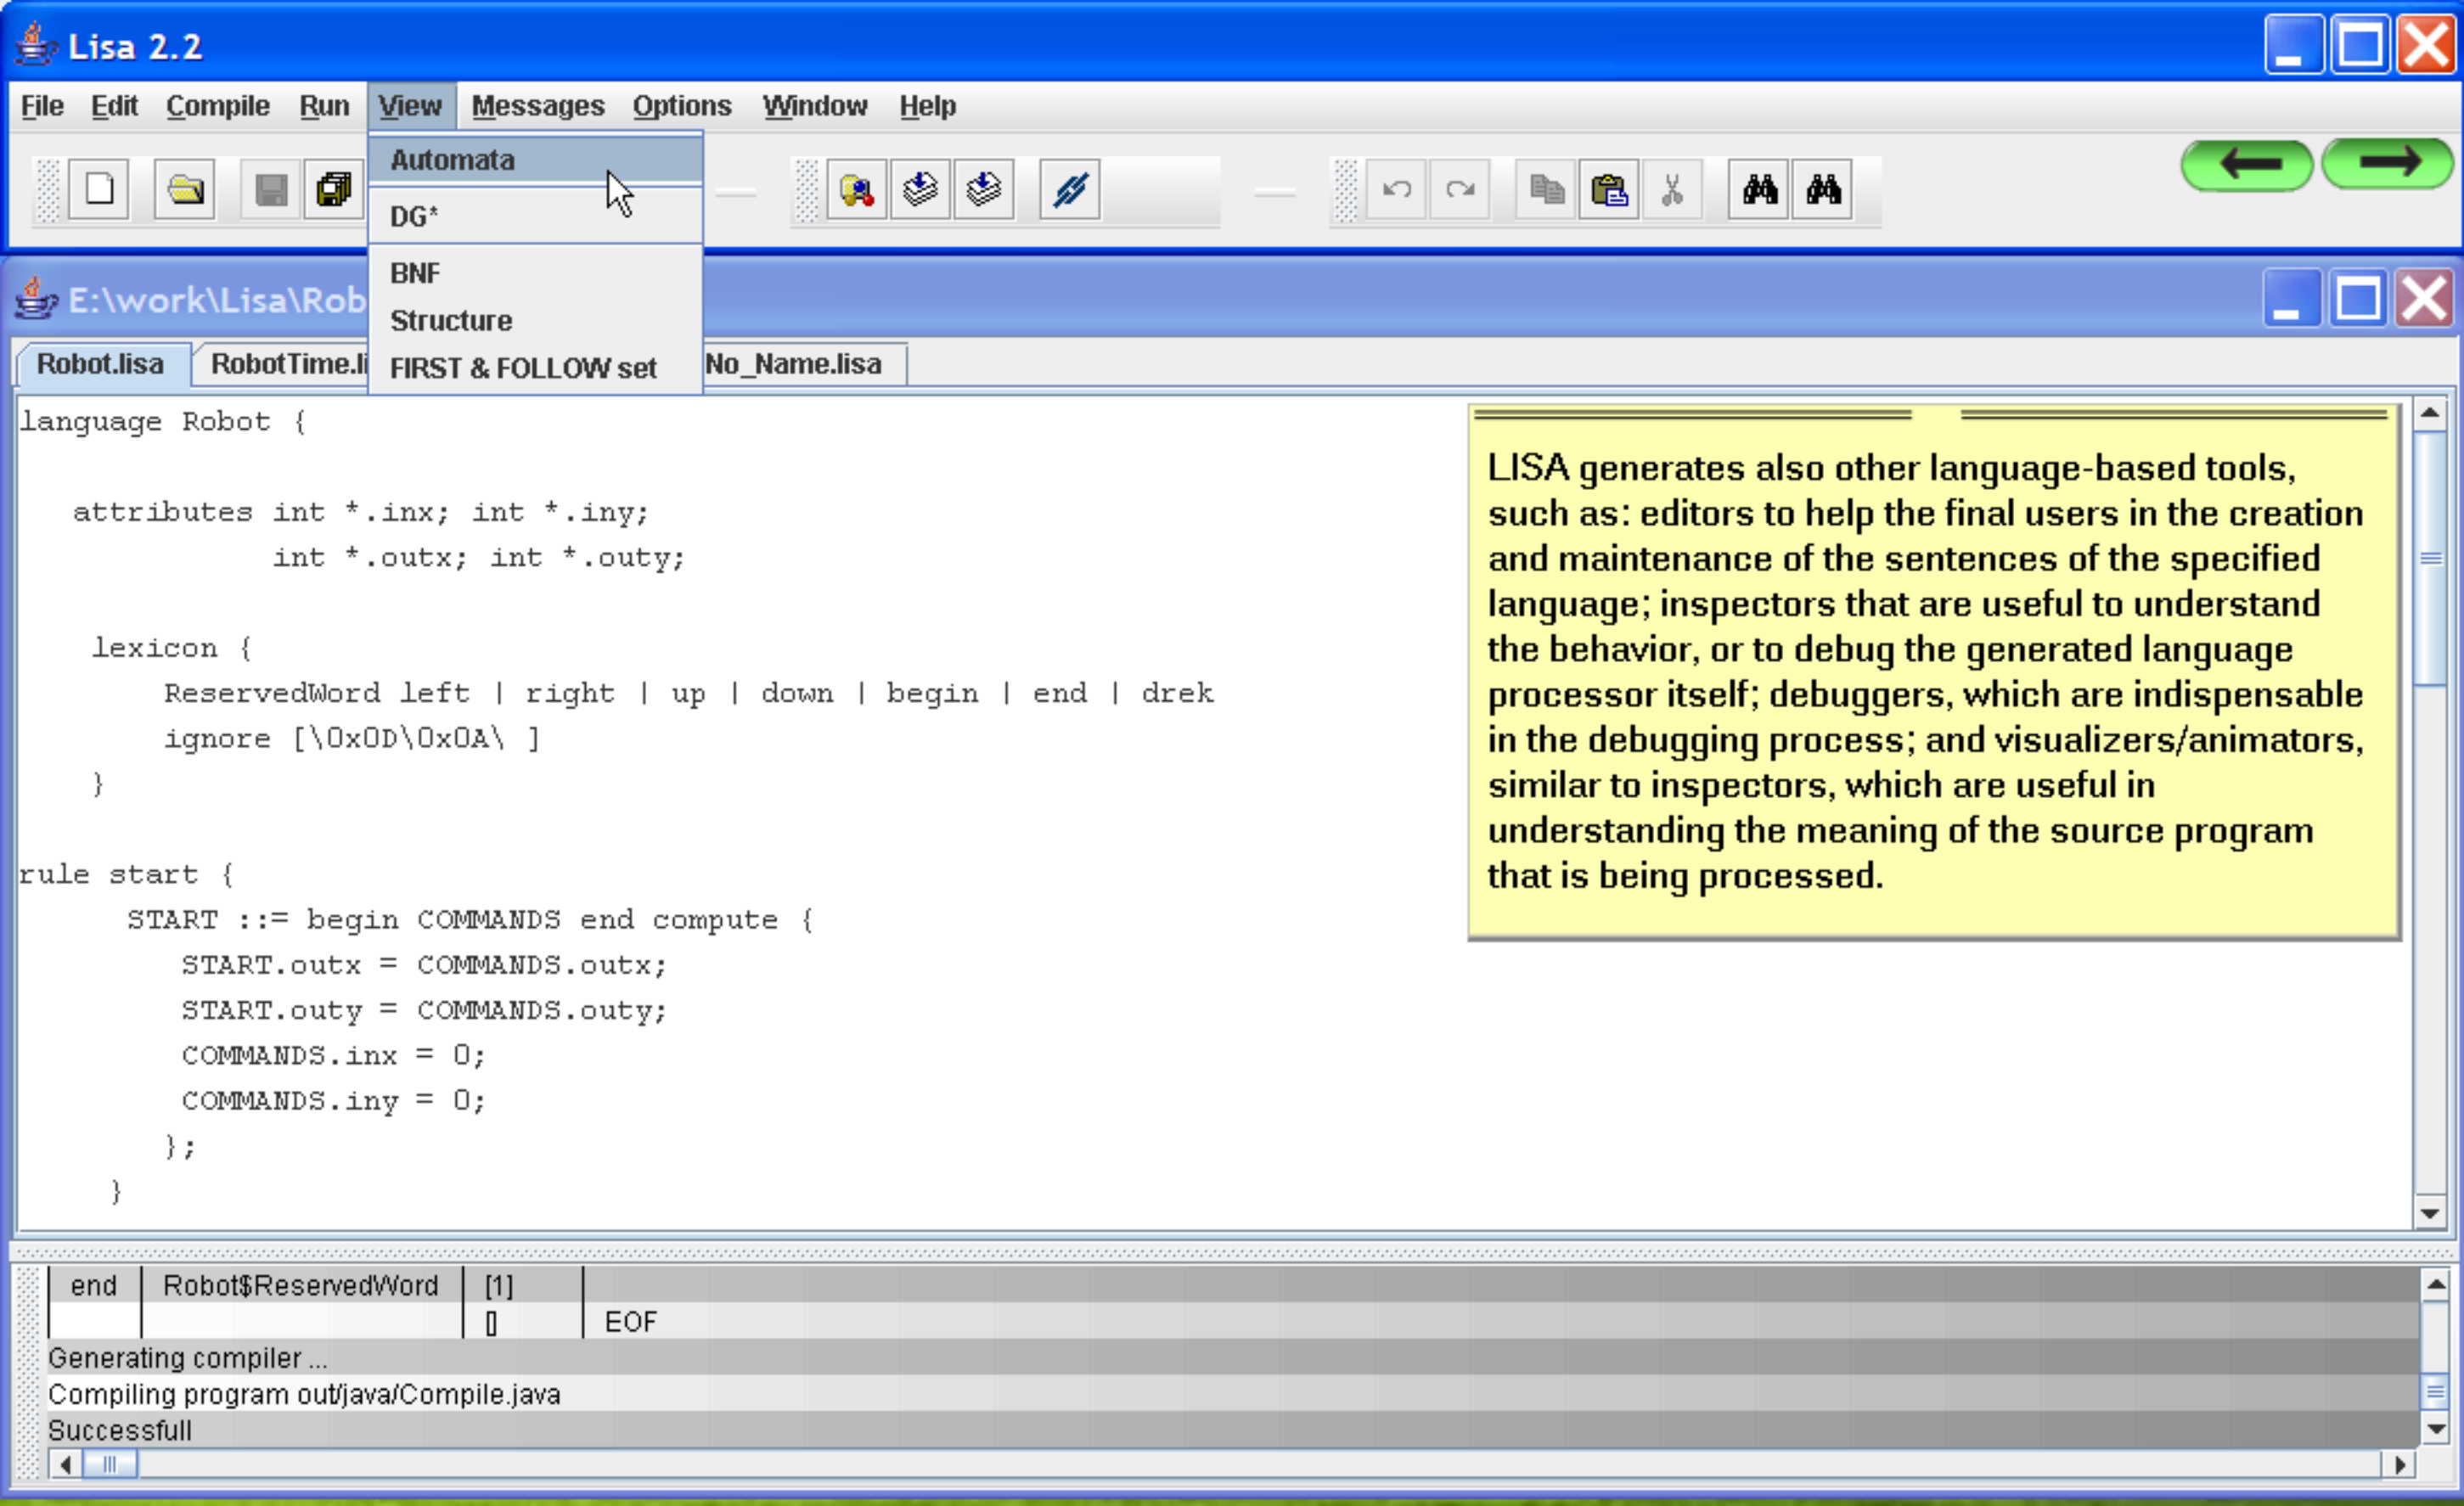 Lisa 2.2
File Edit Compile Run View Messages Options Window Help
Automata
DG*
BNF
Structure
FIRST & FOLLOW set
E:\work\Lisa\Rob
Robot.lisa RobotTime.li No_Name.lisa
language Robot {
attributes int *.inx; int *.iny;
int *.outx; int *.outy;
lexicon {
ReservedWord left | right | up | down | begin | end | drek
ignore [\0x0D\0x0A\ ]
}
rule start {
START ::= begin COMMANDS end compute {
START.outx = COMMANDS.outx;
START.outy = COMMANDS.outy;
COMMANDS.inx = 0;
COMMANDS.iny = 0;
};
}
LISA generates also other language-based tools,
such as: editors to help the final users in the creation
and maintenance of the sentences of the specified
language; inspectors that are useful to understand
the behavior, or to debug the generated language
processor itself; debuggers, which are indispensable
in the debugging process; and visualizers/animators,
similar to inspectors, which are useful in
understanding the meaning of the source program
that is being processed.
end Robot$ReservedWord [1]
[] EOF
Generating compiler ...
Compiling program out/java/Compile.java
Successfull